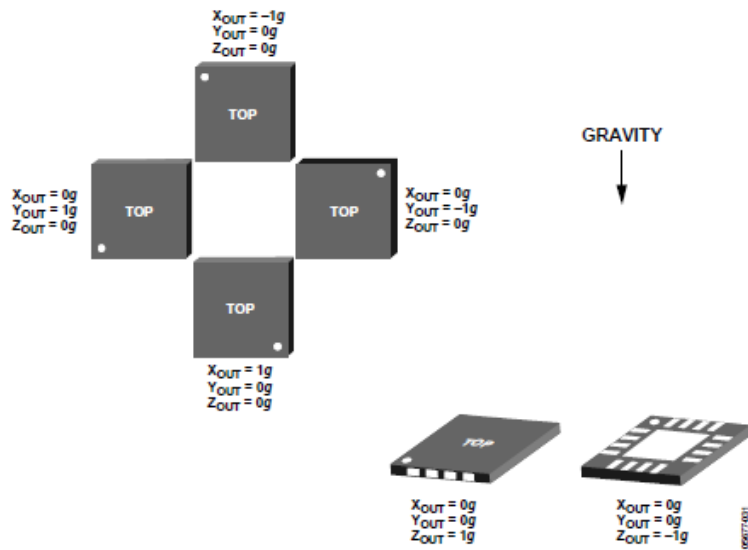 XOUT = –1g
YOUT = 0g
ZOUT = 0g
TOP
GRAVITY
XOUT = 0g
YOUT = 1g
ZOUT = 0g
TOP
TOP
XOUT = 0g
YOUT = –1g
ZOUT = 0g
TOP
XOUT = 1g
YOUT = 0g
ZOUT = 0g
TOP
XOUT = 0g
YOUT = 0g
ZOUT = 1g
XOUT = 0g
YOUT = 0g
ZOUT = –1g